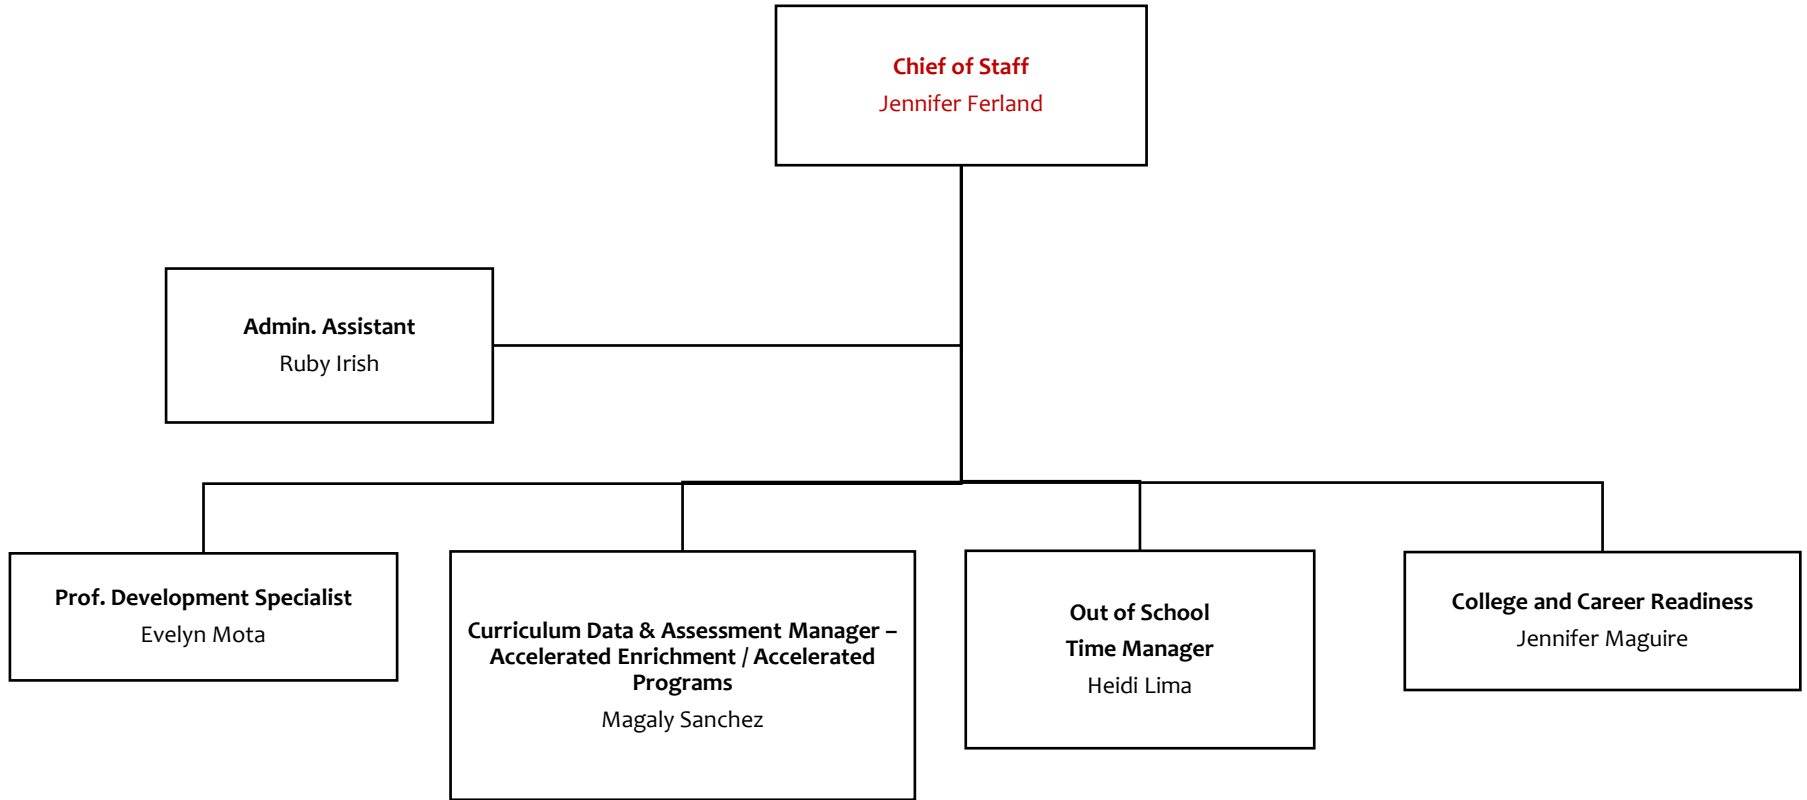 Chief of Staff
Jennifer Ferland
Admin. Assistant
Ruby Irish
Prof. Development Specialist
Evelyn Mota
Curriculum Data & Assessment Manager –
Accelerated Enrichment / Accelerated
Programs
Magaly Sanchez
Out of School
Time Manager
Heidi Lima
College and Career Readiness
Jennifer Maguire